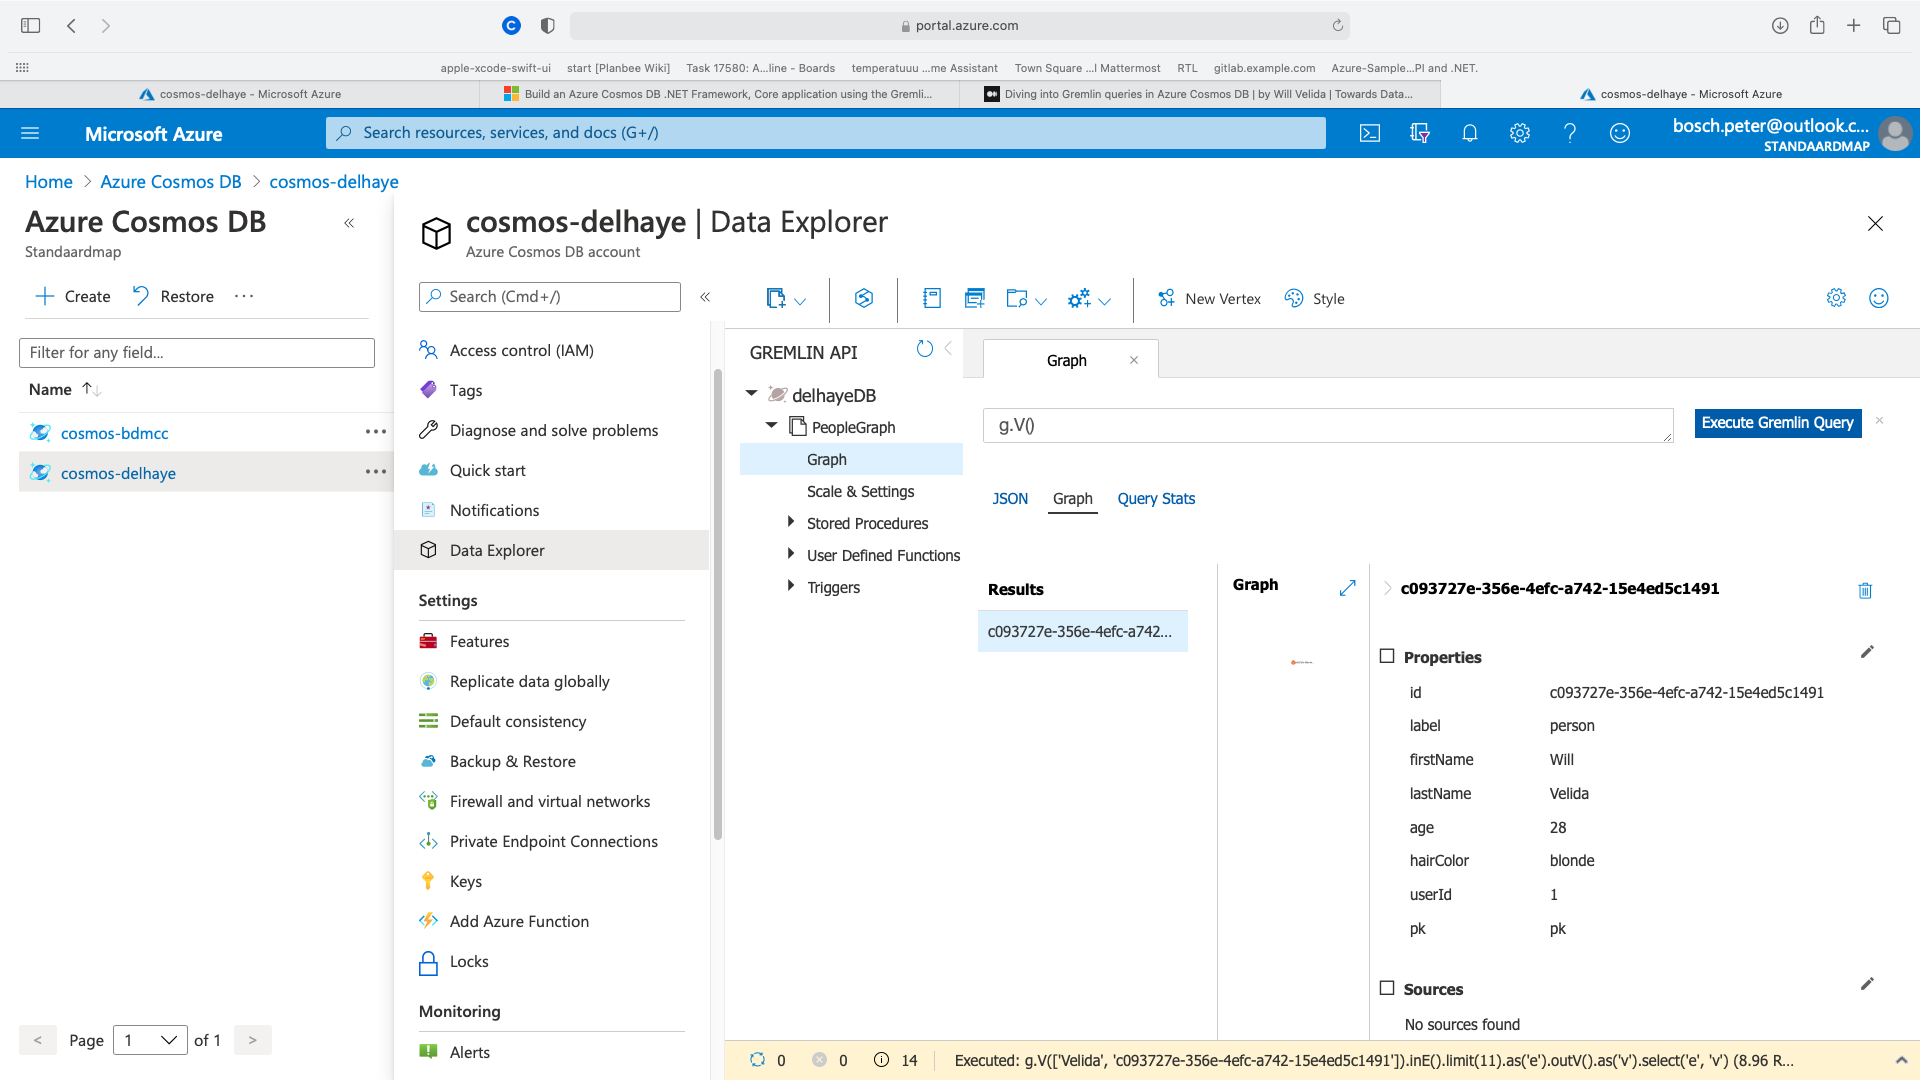 portal.azure.com
apple-xcode-swift-ui
start [Planbee Wiki]
Task 17580: A...line - Boards
temperatuuu ...me Assistant
Town Square ...l Mattermost
RTL
gitlab.example.com
Azure-Sample...PI and .NET.
cosmos-delhaye - Microsoft Azure
Build an Azure Cosmos DB .NET Framework, Core application using the Gremli...
Diving into Gremlin queries in Azure Cosmos DB | by Will Velida | Towards Data...
cosmos-delhaye - Microsoft Azure
Microsoft Azure
Search resources, services, and docs (G+/)
bosch.peter@outlook.c...
STANDAARDMAP
Home > Azure Cosmos DB > cosmos-delhaye
Azure Cosmos DB
Standaardmap
Create
Restore
Filter for any field...
Name
cosmos-bdmcc
cosmos-delhaye
< Page 1 of 1 >
cosmos-delhaye | Data Explorer
Azure Cosmos DB account
Search (Cmd+/)
Access control (IAM)
Tags
Diagnose and solve problems
Quick start
Notifications
Data Explorer
Settings
Features
Replicate data globally
Default consistency
Backup & Restore
Firewall and virtual networks
Private Endpoint Connections
Keys
Add Azure Function
Locks
Monitoring
Alerts
New Vertex
Style
GREMLIN API
delhayeDB
PeopleGraph
Graph
Scale & Settings
Stored Procedures
User Defined Functions
Triggers
Graph
g.V()
Execute Gremlin Query
JSON
Graph
Query Stats
Results
c093727e-356e-4efc-a742...
Graph
c093727e-356e-4efc-a742-15e4ed5c1491
Properties
id c093727e-356e-4efc-a742-15e4ed5c1491
label person
firstName Will
lastName Velida
age 28
hairColor blonde
userId 1
pk pk
Sources
No sources found
0 0 14 Executed: g.V(['Velida', 'c093727e-356e-4efc-a742-15e4ed5c1491']).inE().limit(11).as('e').outV().as('v').select('e', 'v') (8.96 R...